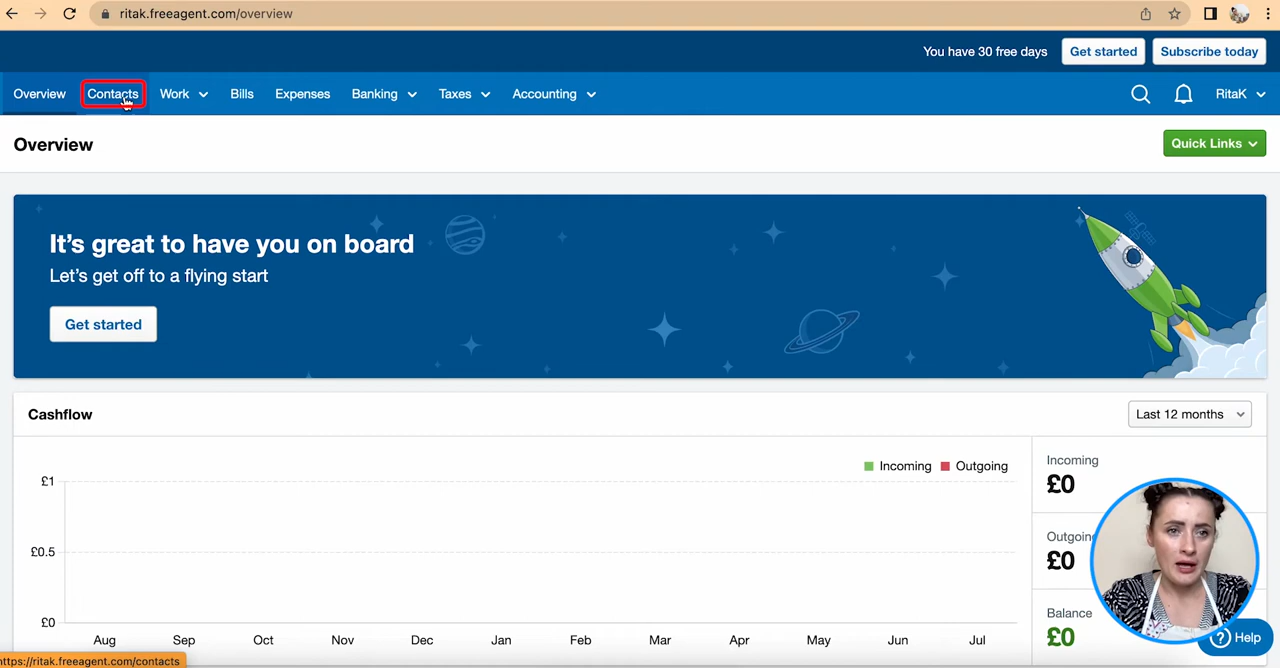 ritak.freeagent.com/overview
You have 30 free days Get started Subscribe today
Overview Contacts Work Bills Expenses Banking Taxes Accounting RitaK
Overview Quick Links
It's great to have you on board
Let's get off to a flying start
Get started
Cashflow Last 12 months
Incoming Outgoing
£1
£0.5
£0
Aug Sep Oct Nov Dec Jan Feb Mar Apr May Jun Jul
Incoming
£0
Outgoing
£0
Balance
£0
Help
https://ritak.freeagent.com/contacts